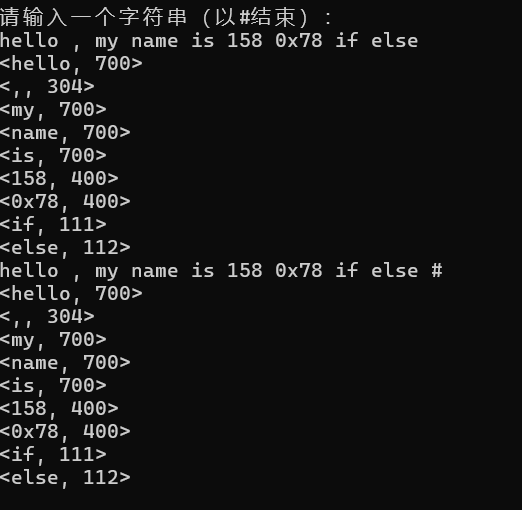 请输入一个字符串（以#结束）：
hello , my name is 158 0x78 if else
<hello, 700>
<,, 304>
<my, 700>
<name, 700>
<is, 700>
<158, 400>
<0x78, 400>
<if, 111>
<else, 112>
hello , my name is 158 0x78 if else #
<hello, 700>
<,, 304>
<my, 700>
<name, 700>
<is, 700>
<158, 400>
<0x78, 400>
<if, 111>
<else, 112>